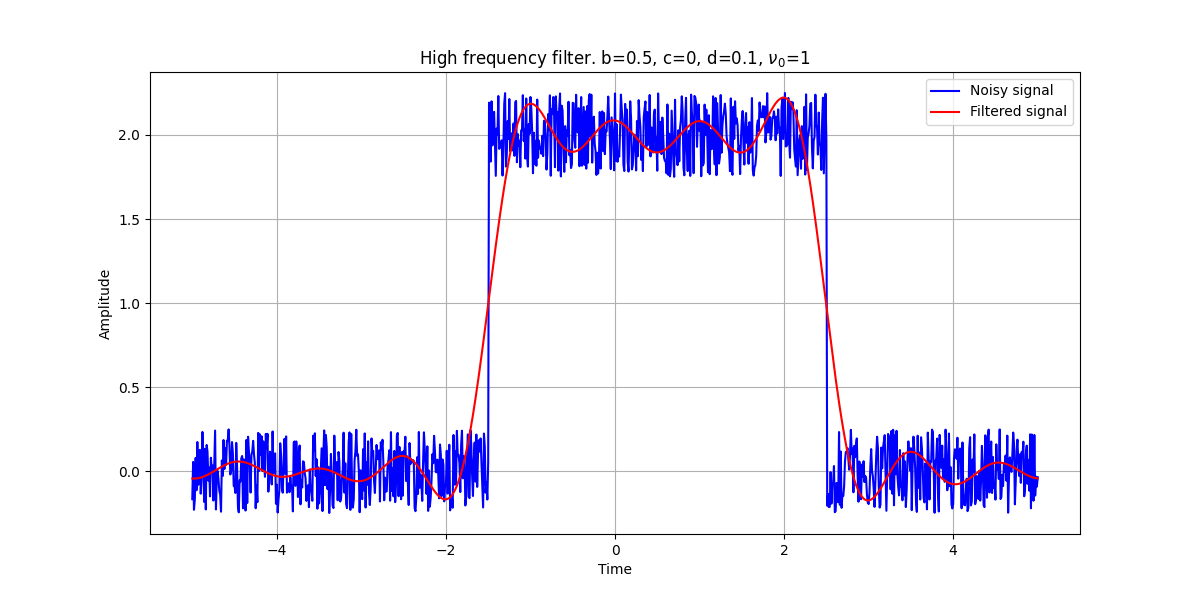 High frequency filter. b=0.5, c=0, d=0.1, ν₀=1
Noisy signal
Filtered signal
2.0
1.5
1.0
0.5
0.0
Amplitude
−4 −2 0 2 4
Time